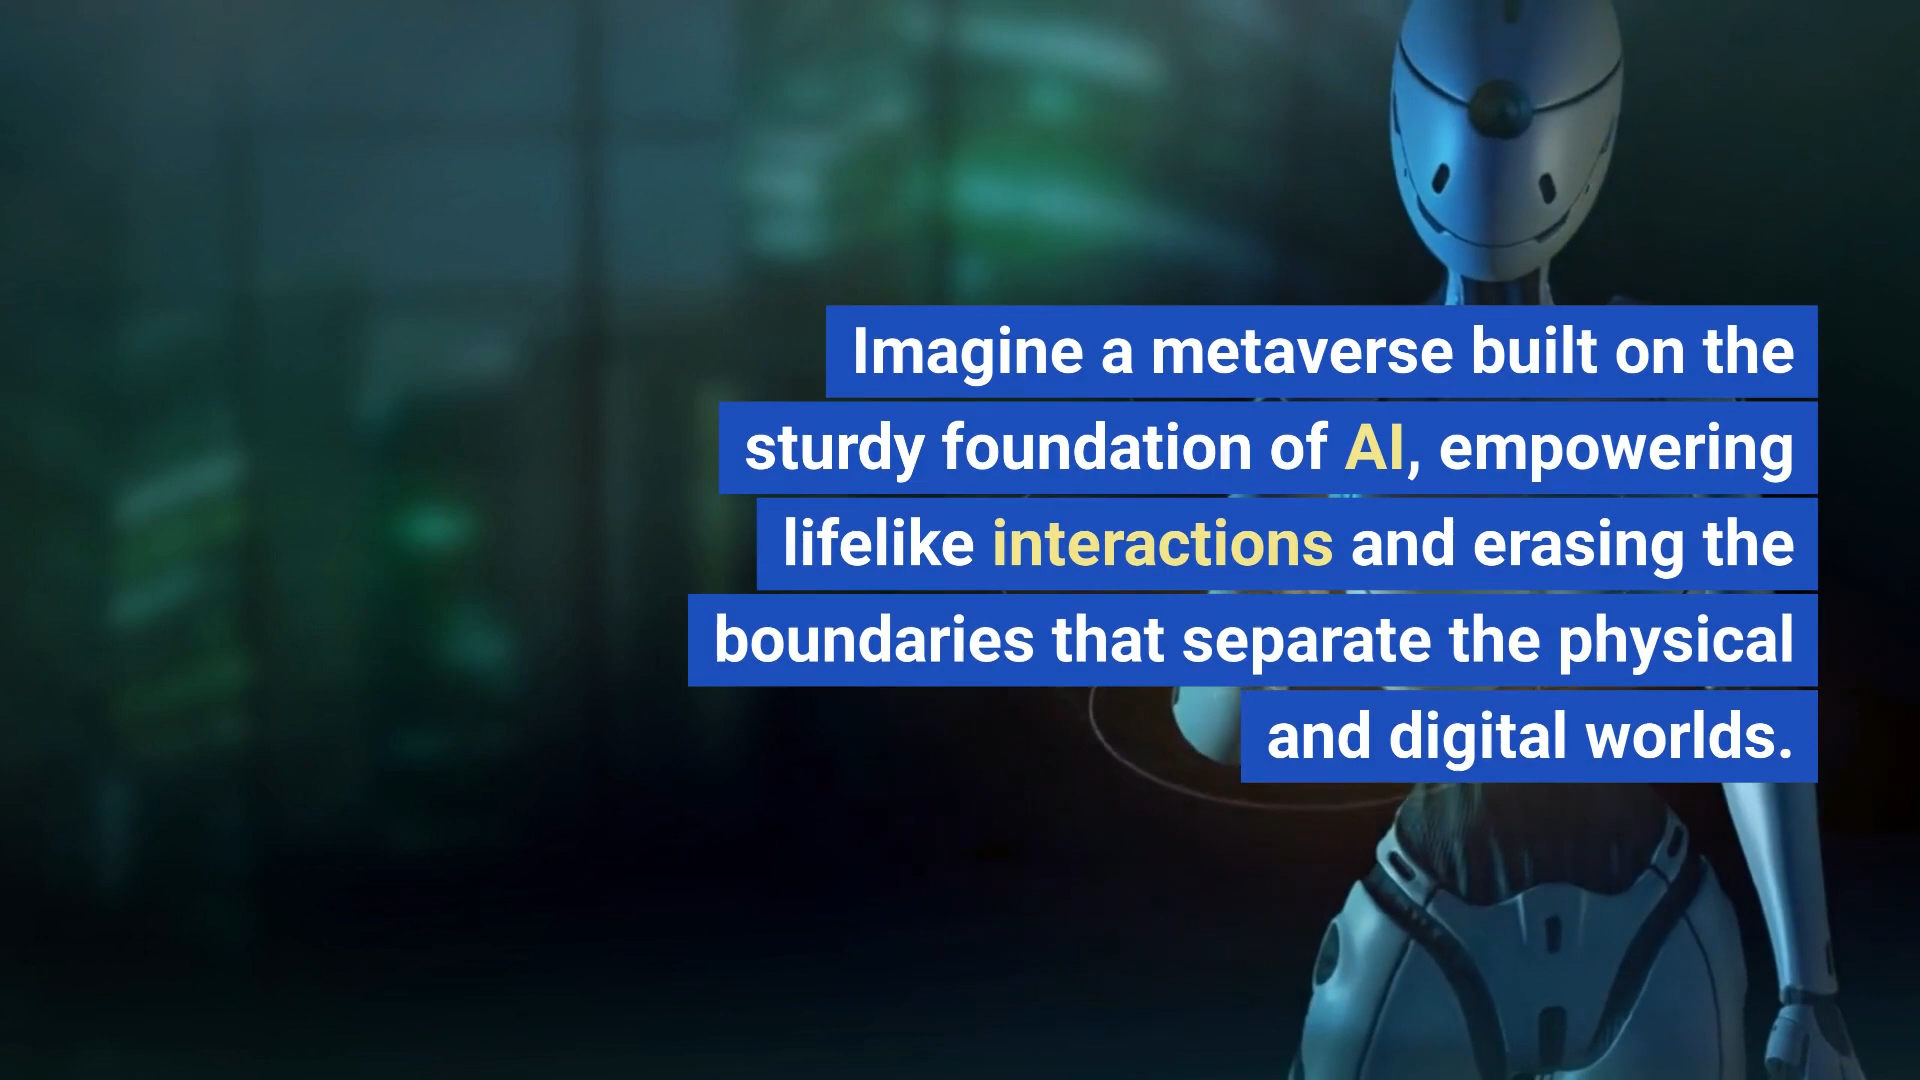 Imagine a metaverse built on the
sturdy foundation of AI, empowering
lifelike interactions and erasing the
boundaries that separate the physical
and digital worlds.